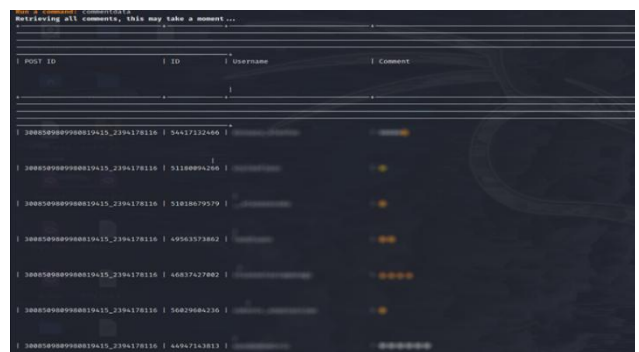 Run a command: commentdata
Retrieving all comments, this may take a moment...
| POST ID | ID | Username | Comment
| 3008509809980819415_2394178116 | 54417132466 |
| 3008509809980819415_2394178116 | 51180094266 |
| 3008509809980819415_2394178116 | 51018679579 |
| 3008509809980819415_2394178116 | 49563573862 |
| 3008509809980819415_2394178116 | 46837427002 |
| 3008509809980819415_2394178116 | 56029604236 |
| 3008509809980819415_2394178116 | 44947143813 |